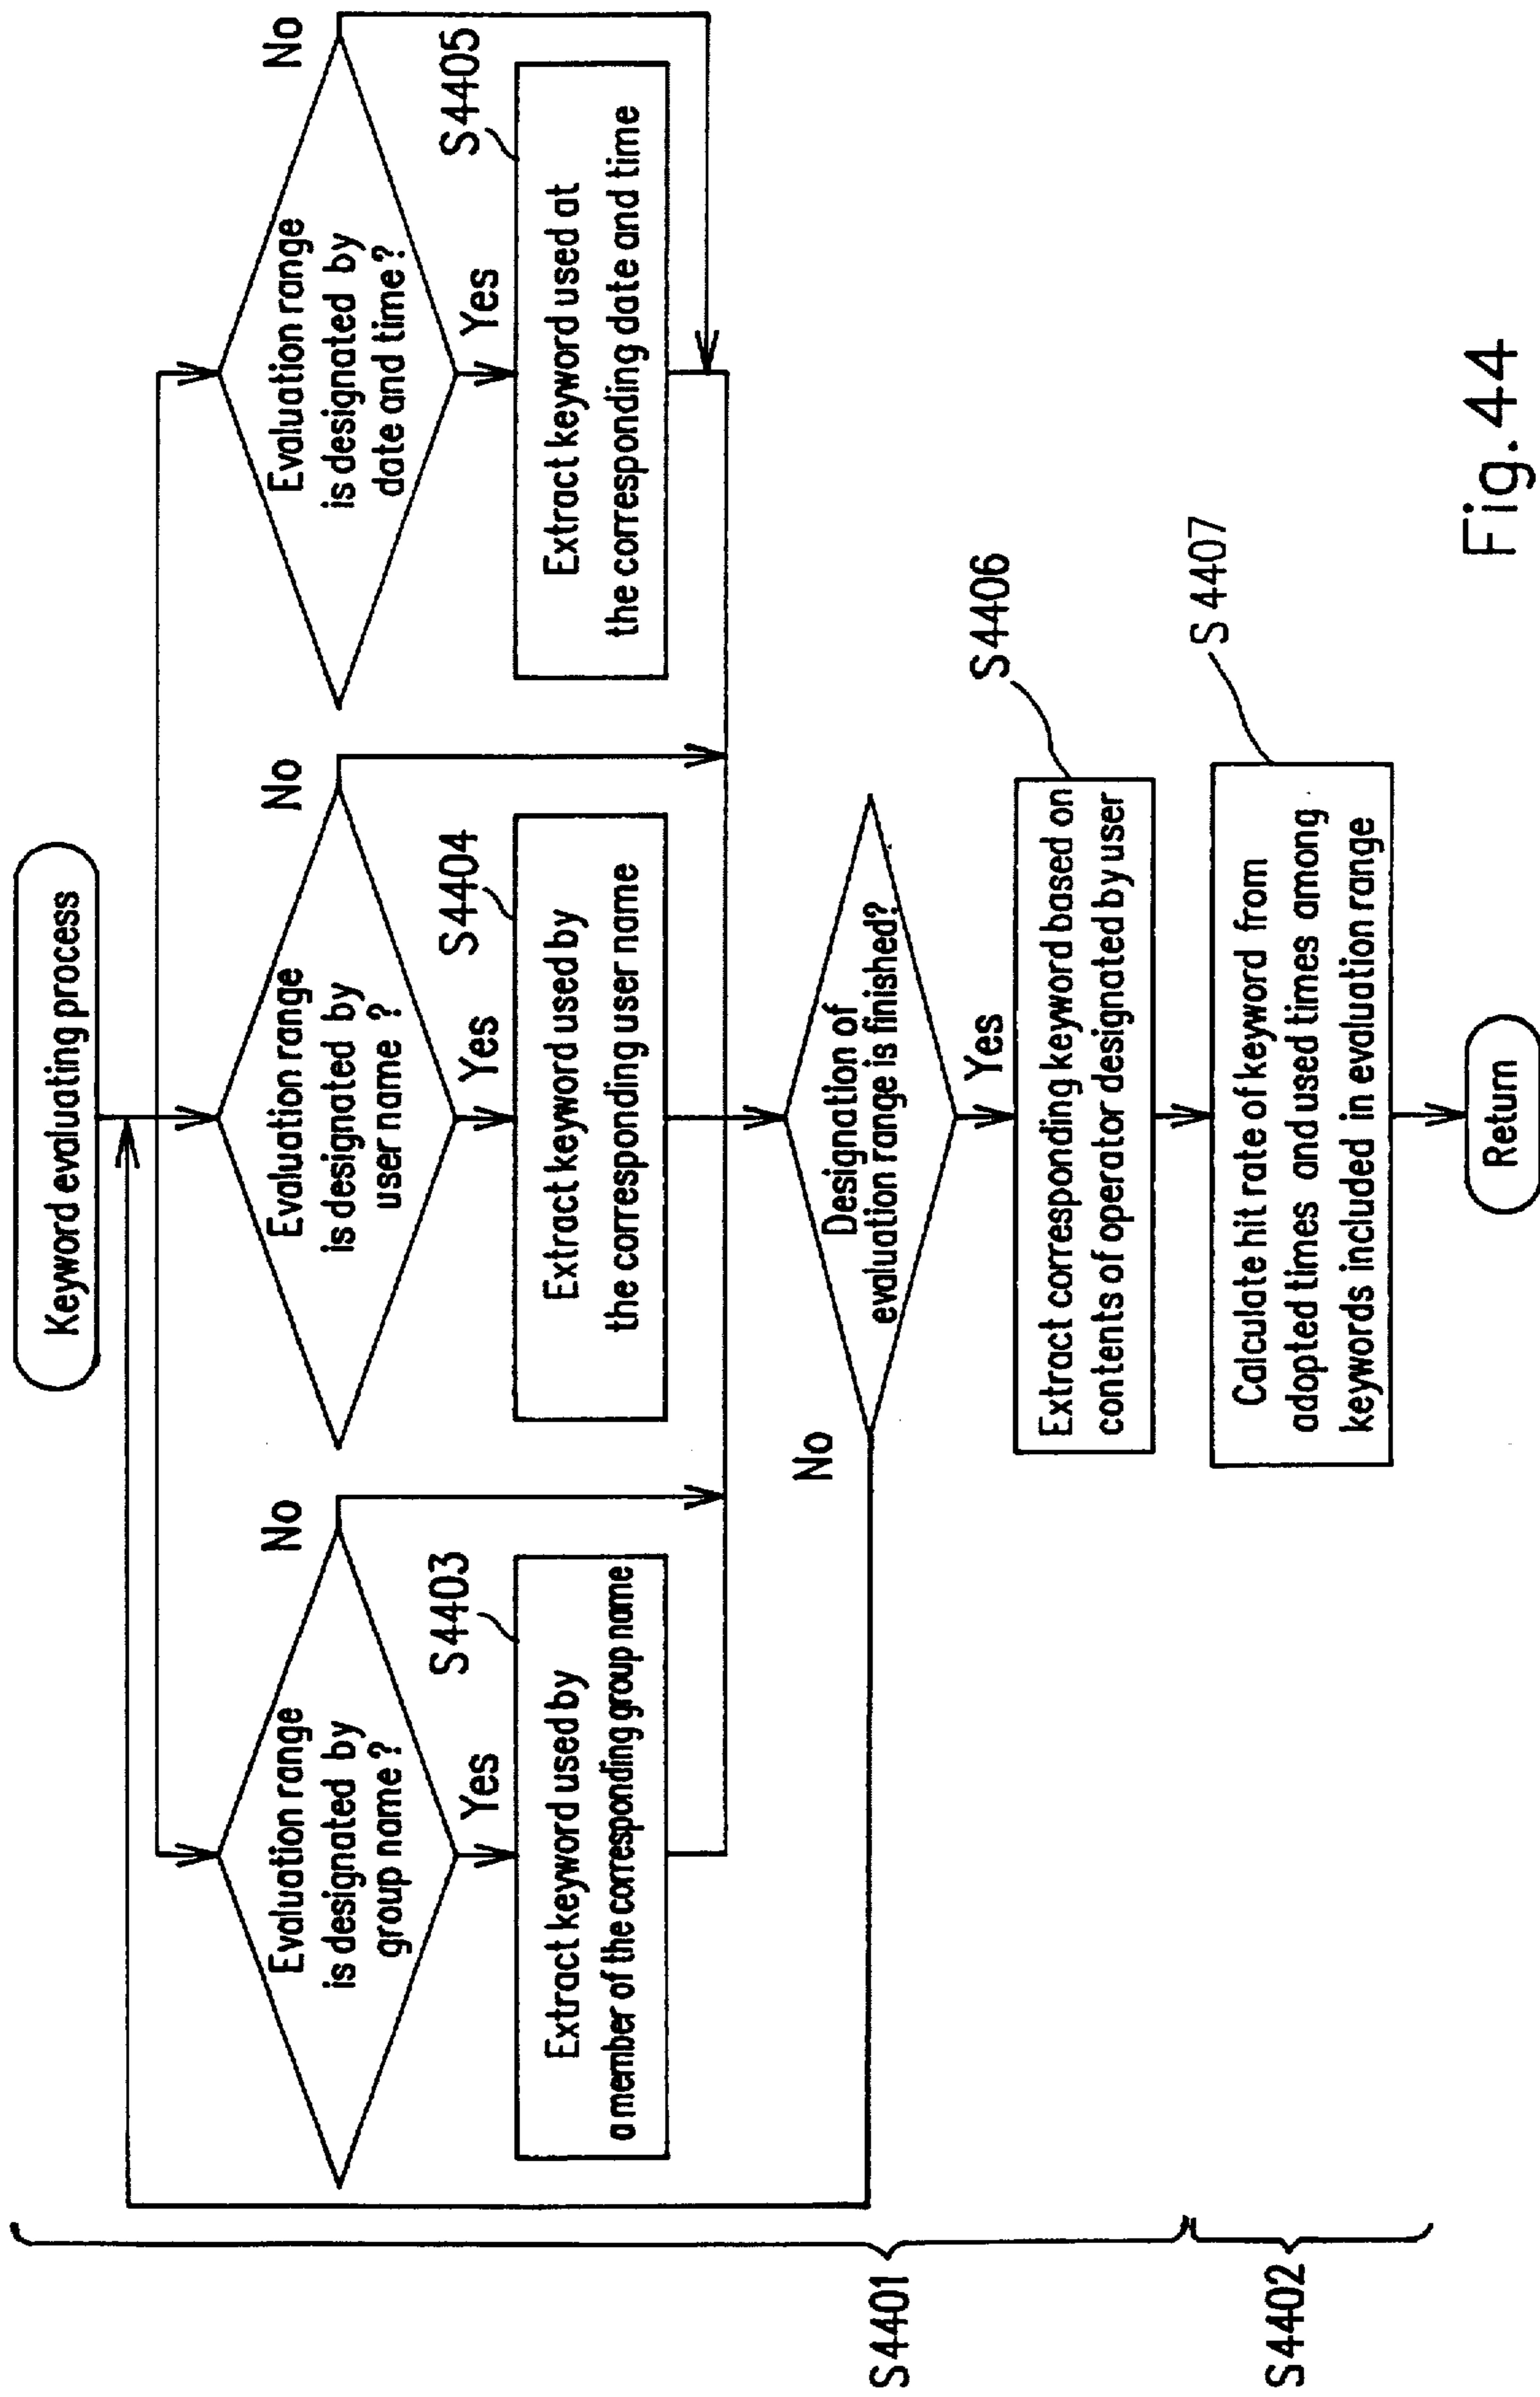 Keyword evaluating process
No
No
No
Evaluation range
is designated by
group name?
Evaluation range
is designated by
user name ?
Evaluation range
is designated by
date and time?
Yes
S4403
Yes
S4404
Yes
S4405
Extract keyword used by
a member of the corresponding group name
Extract keyword used by
the corresponding user name
Extract keyword used at
the corresponding date and time
No
Designation of
evaluation range is finished?
S4401
Yes
S4406
Extract corresponding keyword based on
contents of operator designated by user
S 4407
Calculate hit rate of keyword from
adopted times and used times among
keywords included in evaluation range
S4402
Return
Fig.44